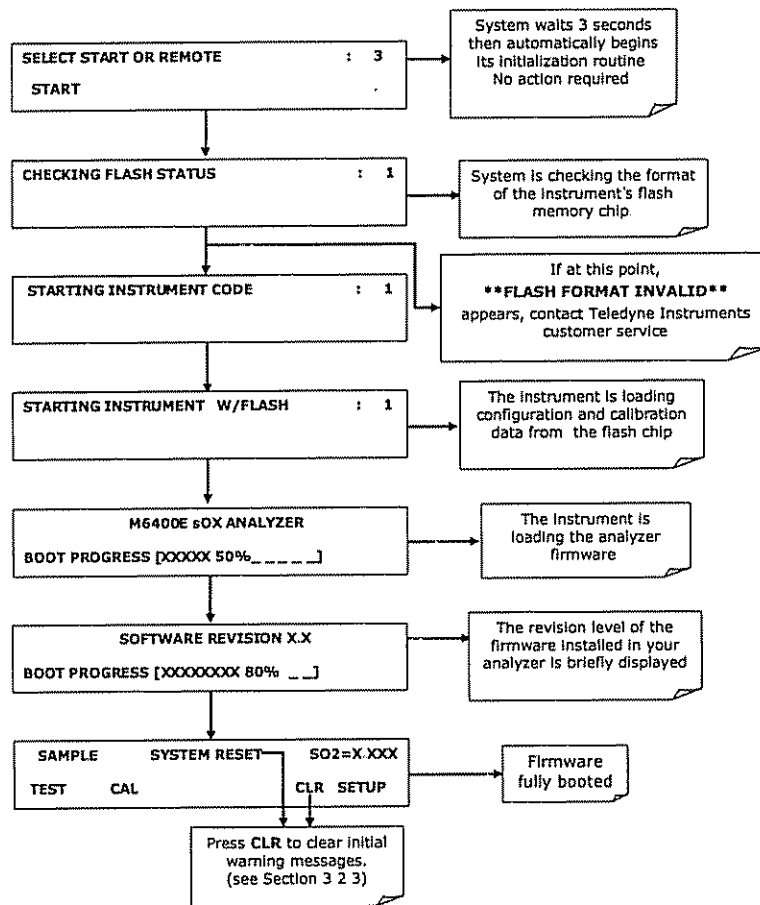 System waits 3 seconds
then automatically begins
its initialization routine
No action required
SELECT START OR REMOTE : 3
START .
CHECKING FLASH STATUS : 1
System is checking the format
of the instrument's flash
memory chip
If at this point,
**FLASH FORMAT INVALID**
appears, contact Teledyne Instruments
customer service
STARTING INSTRUMENT CODE : 1
STARTING INSTRUMENT W/FLASH : 1
The instrument is loading
configuration and calibration
data from the flash chip
M6400E sOX ANALYZER
BOOT PROGRESS [XXXXX 50%_ _ _ _ _]
The instrument is
loading the analyzer
firmware
SOFTWARE REVISION X.X
BOOT PROGRESS [XXXXXXXX 80% _ _]
The revision level of the
firmware installed in your
analyzer is briefly displayed
SAMPLE SYSTEM RESET SO2=X.XXX
TEST CAL CLR SETUP
Firmware
fully booted
Press CLR to clear initial
warning messages.
(see Section 3 2 3)